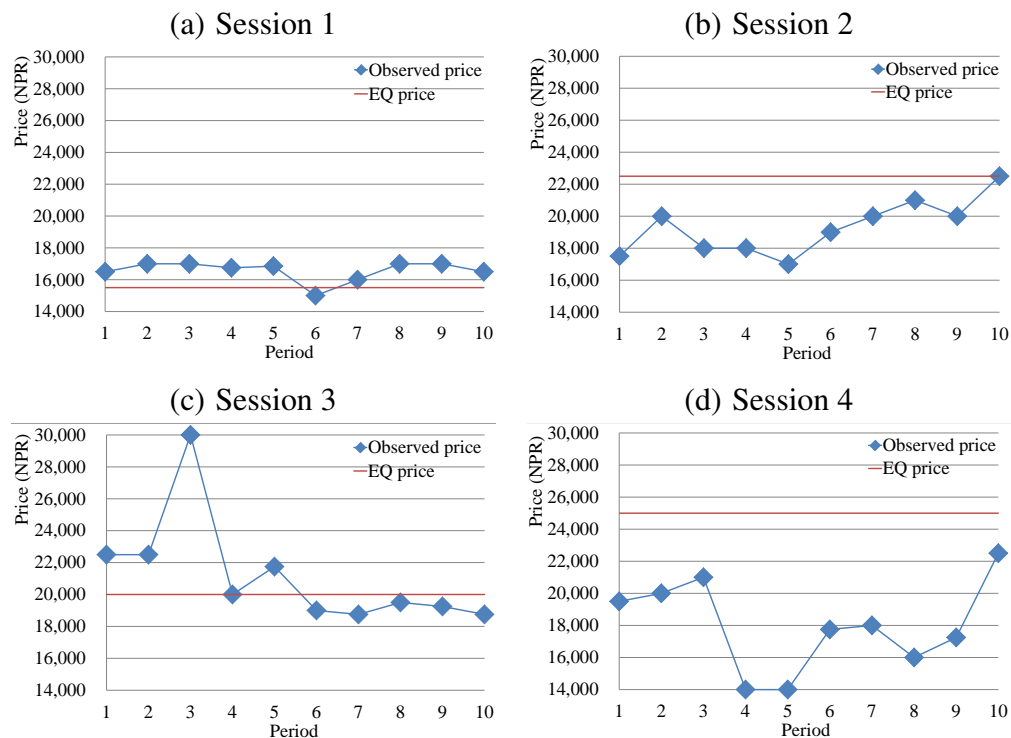 (a) Session 1
Price (NPR)
30,000
28,000
26,000
24,000
22,000
20,000
18,000
16,000
14,000
Observed price
EQ price
1 2 3 4 5 6 7 8 9 10
Period
(b) Session 2
Price (NPR)
30,000
28,000
26,000
24,000
22,000
20,000
18,000
16,000
14,000
Observed price
EQ price
1 2 3 4 5 6 7 8 9 10
Period
(c) Session 3
Price (NPR)
30,000
28,000
26,000
24,000
22,000
20,000
18,000
16,000
14,000
Observed price
EQ price
1 2 3 4 5 6 7 8 9 10
Period
(d) Session 4
Price (NPR)
30,000
28,000
26,000
24,000
22,000
20,000
18,000
16,000
14,000
Observed price
EQ price
1 2 3 4 5 6 7 8 9 10
Period